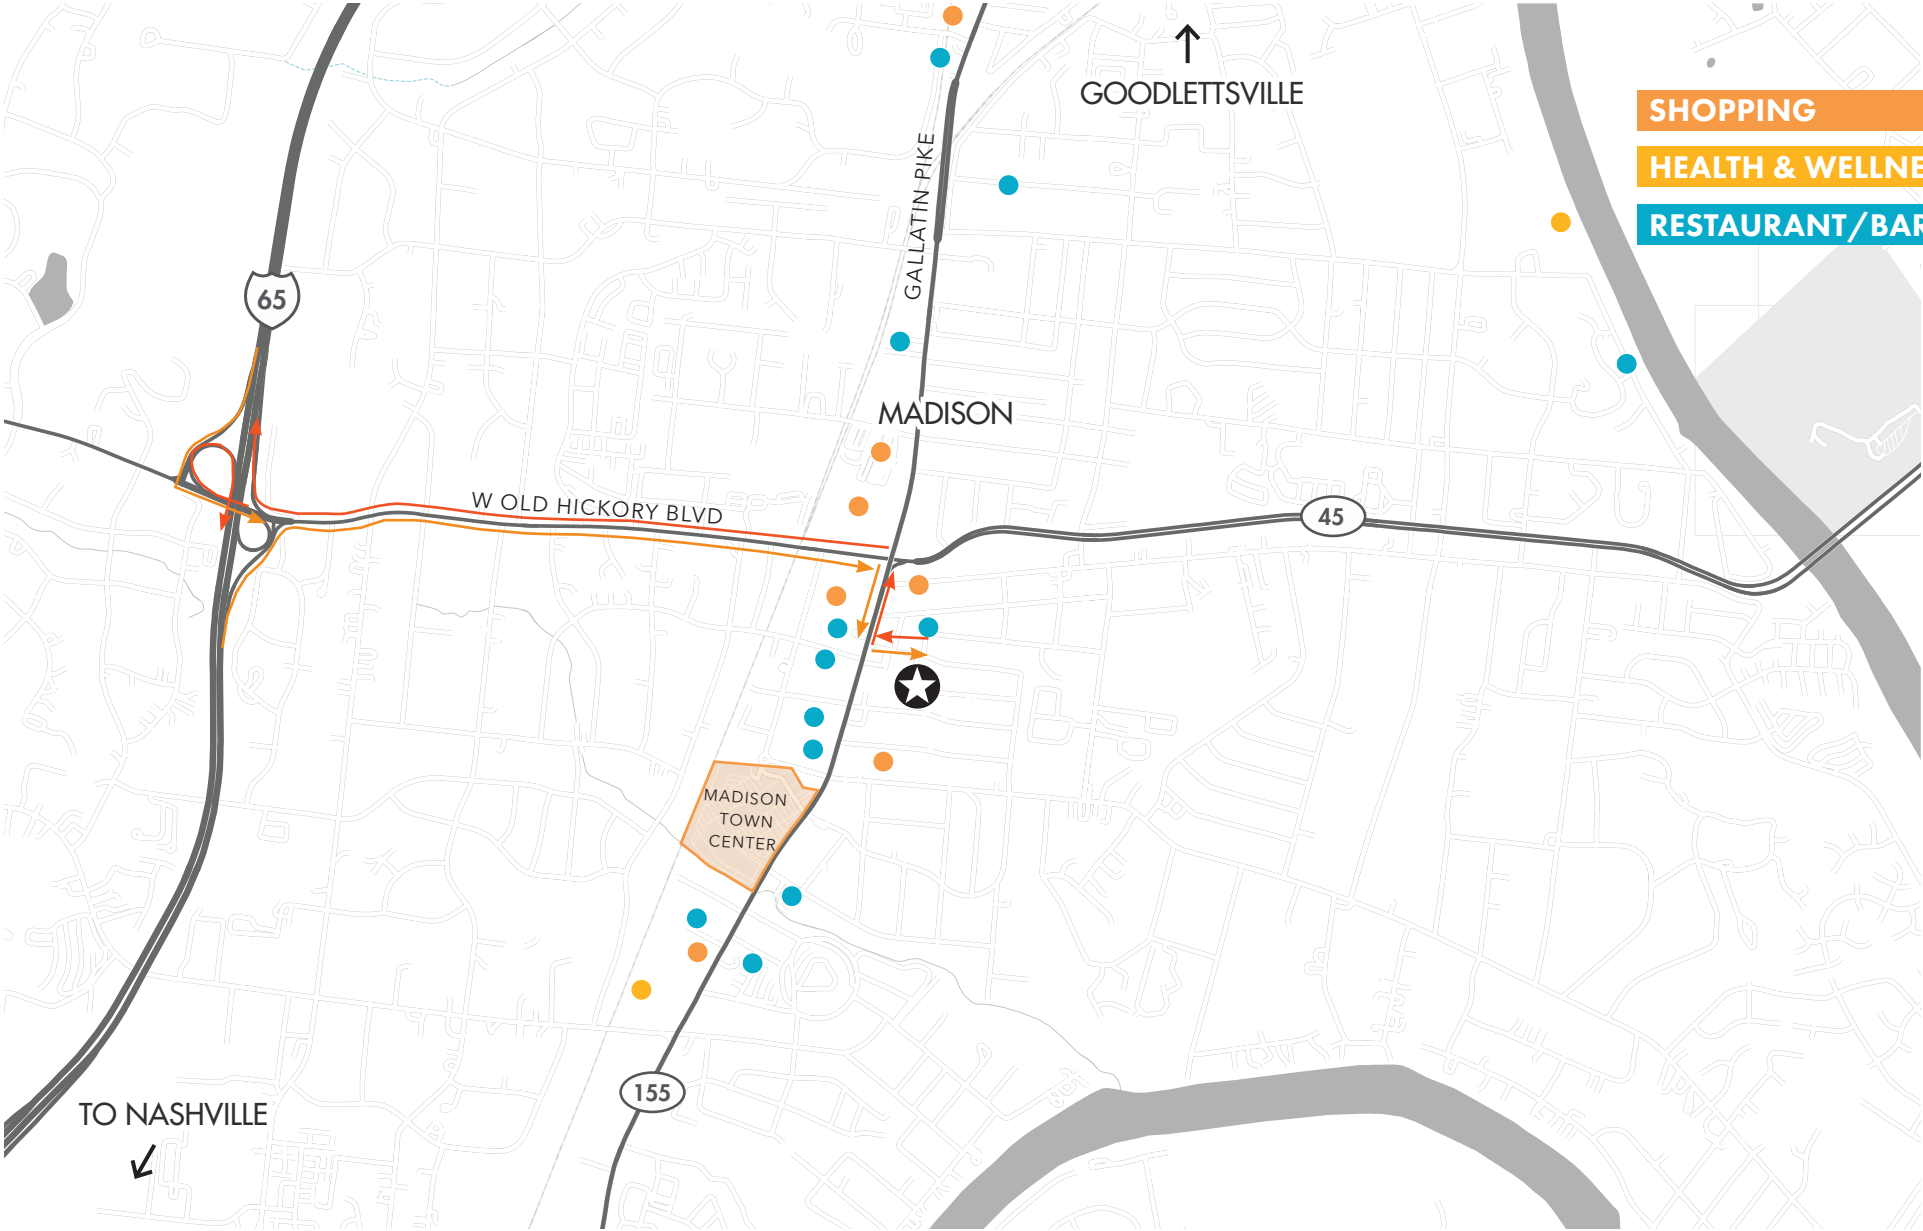 GOODLETTSVILLE
SHOPPING
HEALTH & WELLNE
RESTAURANT/BAR
GALLATIN PIKE
65
MADISON
W OLD HICKORY BLVD
45
MADISON
TOWN
CENTER
155
TO NASHVILLE